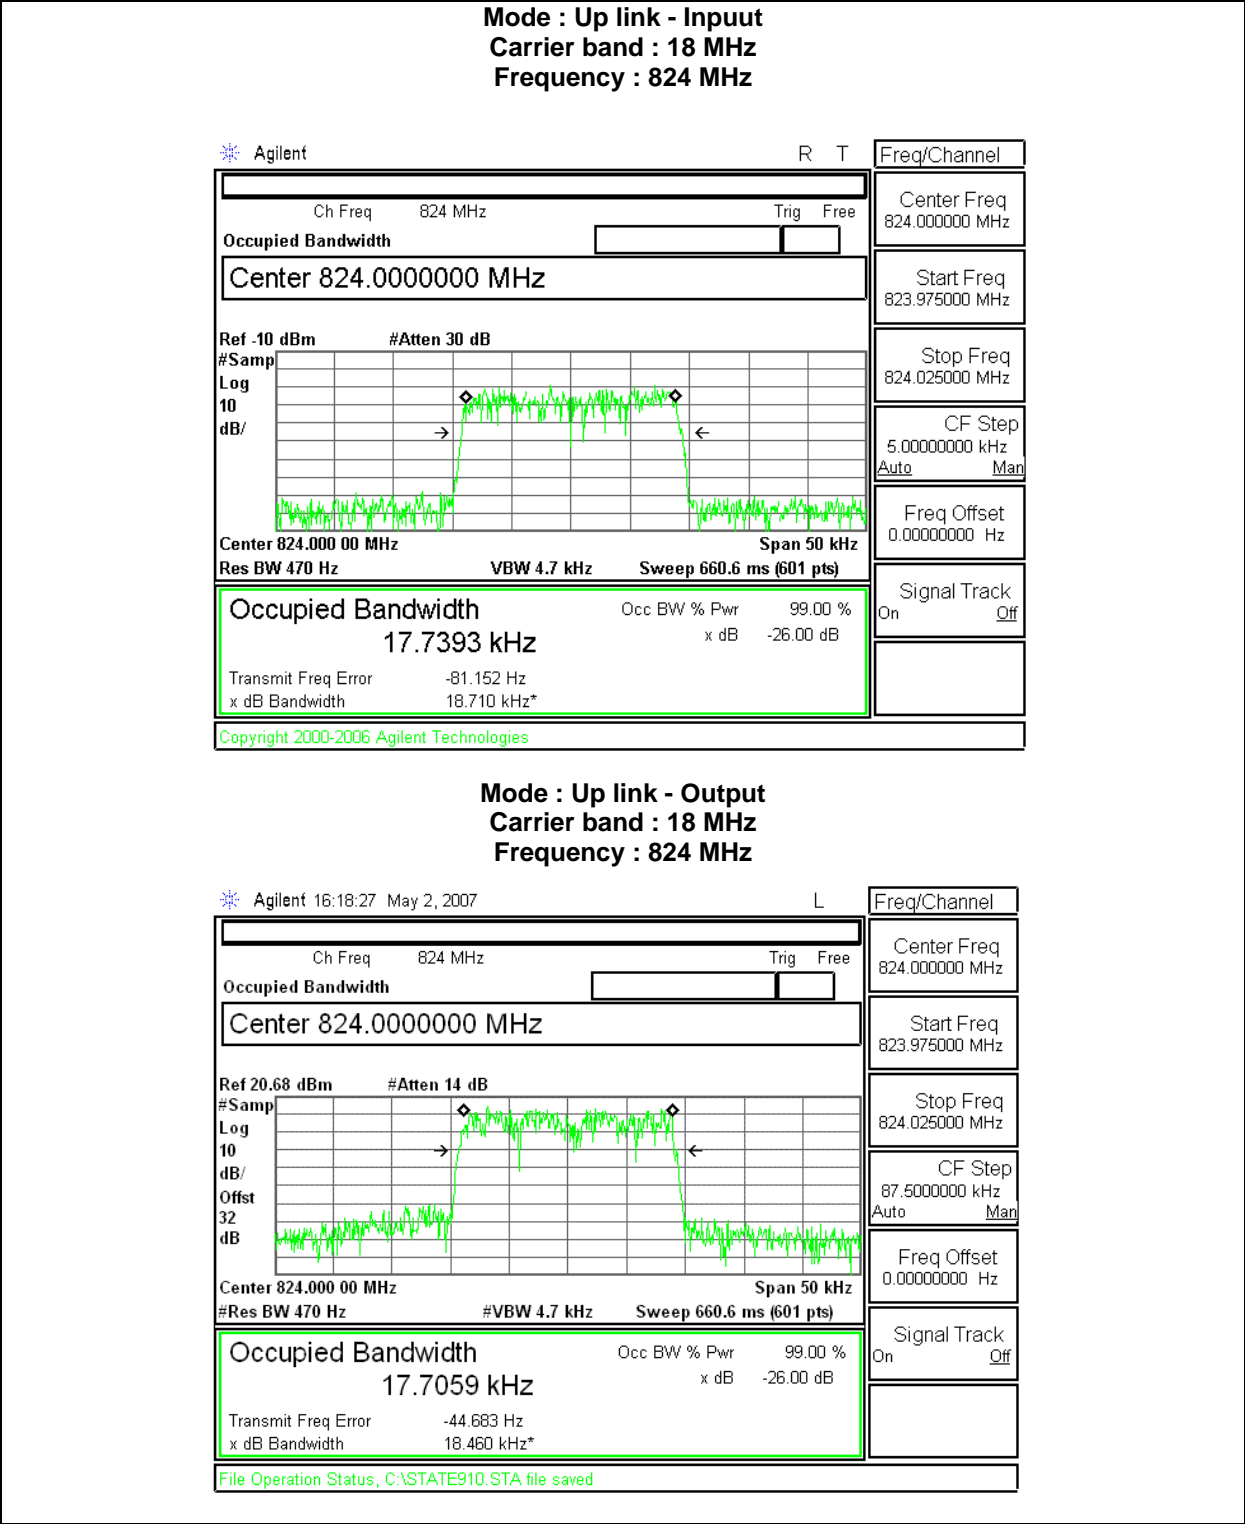 Mode : Up link - Inpuut
Carrier band : 18 MHz
Frequency : 824 MHz
Agilent R T
Freq/Channel
Ch Freq 824 MHz Trig Free
Occupied Bandwidth
Center 824.0000000 MHz
Center Freq
824.000000 MHz
Start Freq
823.975000 MHz
Stop Freq
824.025000 MHz
CF Step
5.00000000 kHz
Auto Man
Freq Offset
0.00000000 Hz
Signal Track
On Off
Ref -10 dBm #Atten 30 dB
#Samp
Log
10
dB/
Center 824.000 00 MHz Span 50 kHz
Res BW 470 Hz VBW 4.7 kHz Sweep 660.6 ms (601 pts)
Occupied Bandwidth Occ BW % Pwr 99.00 %
17.7393 kHz x dB -26.00 dB
Transmit Freq Error -81.152 Hz
x dB Bandwidth 18.710 kHz*
Copyright 2000-2006 Agilent Technologies
Mode : Up link - Output
Carrier band : 18 MHz
Frequency : 824 MHz
Agilent 16:18:27 May 2, 2007 L
Freq/Channel
Ch Freq 824 MHz Trig Free
Occupied Bandwidth
Center 824.0000000 MHz
Center Freq
824.000000 MHz
Start Freq
823.975000 MHz
Stop Freq
824.025000 MHz
CF Step
87.5000000 kHz
Auto Man
Freq Offset
0.00000000 Hz
Signal Track
On Off
Ref 20.68 dBm #Atten 14 dB
#Samp
Log
10
dB/
Offst
32
dB
Center 824.000 00 MHz Span 50 kHz
#Res BW 470 Hz #VBW 4.7 kHz Sweep 660.6 ms (601 pts)
Occupied Bandwidth Occ BW % Pwr 99.00 %
17.7059 kHz x dB -26.00 dB
Transmit Freq Error -44.683 Hz
x dB Bandwidth 18.460 kHz*
File Operation Status, C:\STATE910.STA file saved